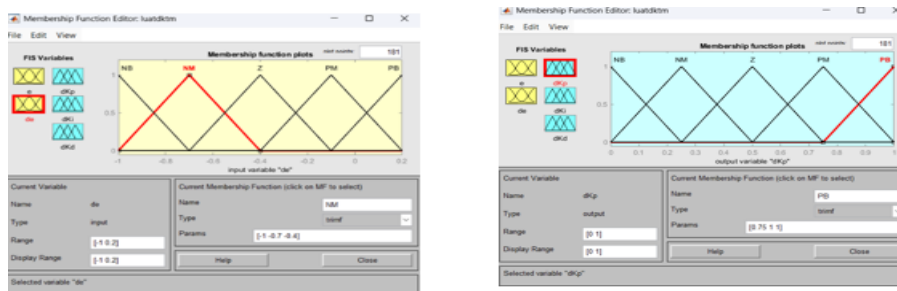 Membership Function Editor: luatdktm
File Edit View
FIS Variables
Membership function plots
plot points:
181
NB NM Z PM PB
e
dKp
de
dKi
dKd
1
0.5
0
-1 -0.8 -0.6 -0.4 -0.2 0 0.2
input variable "de"
Current Variable
Current Membership Function (click on MF to select)
Name de
Name NM
Type input
Type trimf
Params [-1 -0.7 -0.4]
Range [-1 0.2]
Display Range [-1 0.2]
Help Close
Selected variable "de"
Membership Function Editor: luatdktm
File Edit View
FIS Variables
Membership function plots
plot points:
181
NB NM Z PM PB
e
dKp
de
dKi
dKd
1
0.5
0
0 0.1 0.2 0.3 0.4 0.5 0.6 0.7 0.8 0.9 1
output variable "dKp"
Current Variable
Current Membership Function (click on MF to select)
Name dKp
Name PB
Type output
Type trimf
Params [0.75 1 1]
Range [0 1]
Display Range [0 1]
Help Close
Selected variable "dKp"